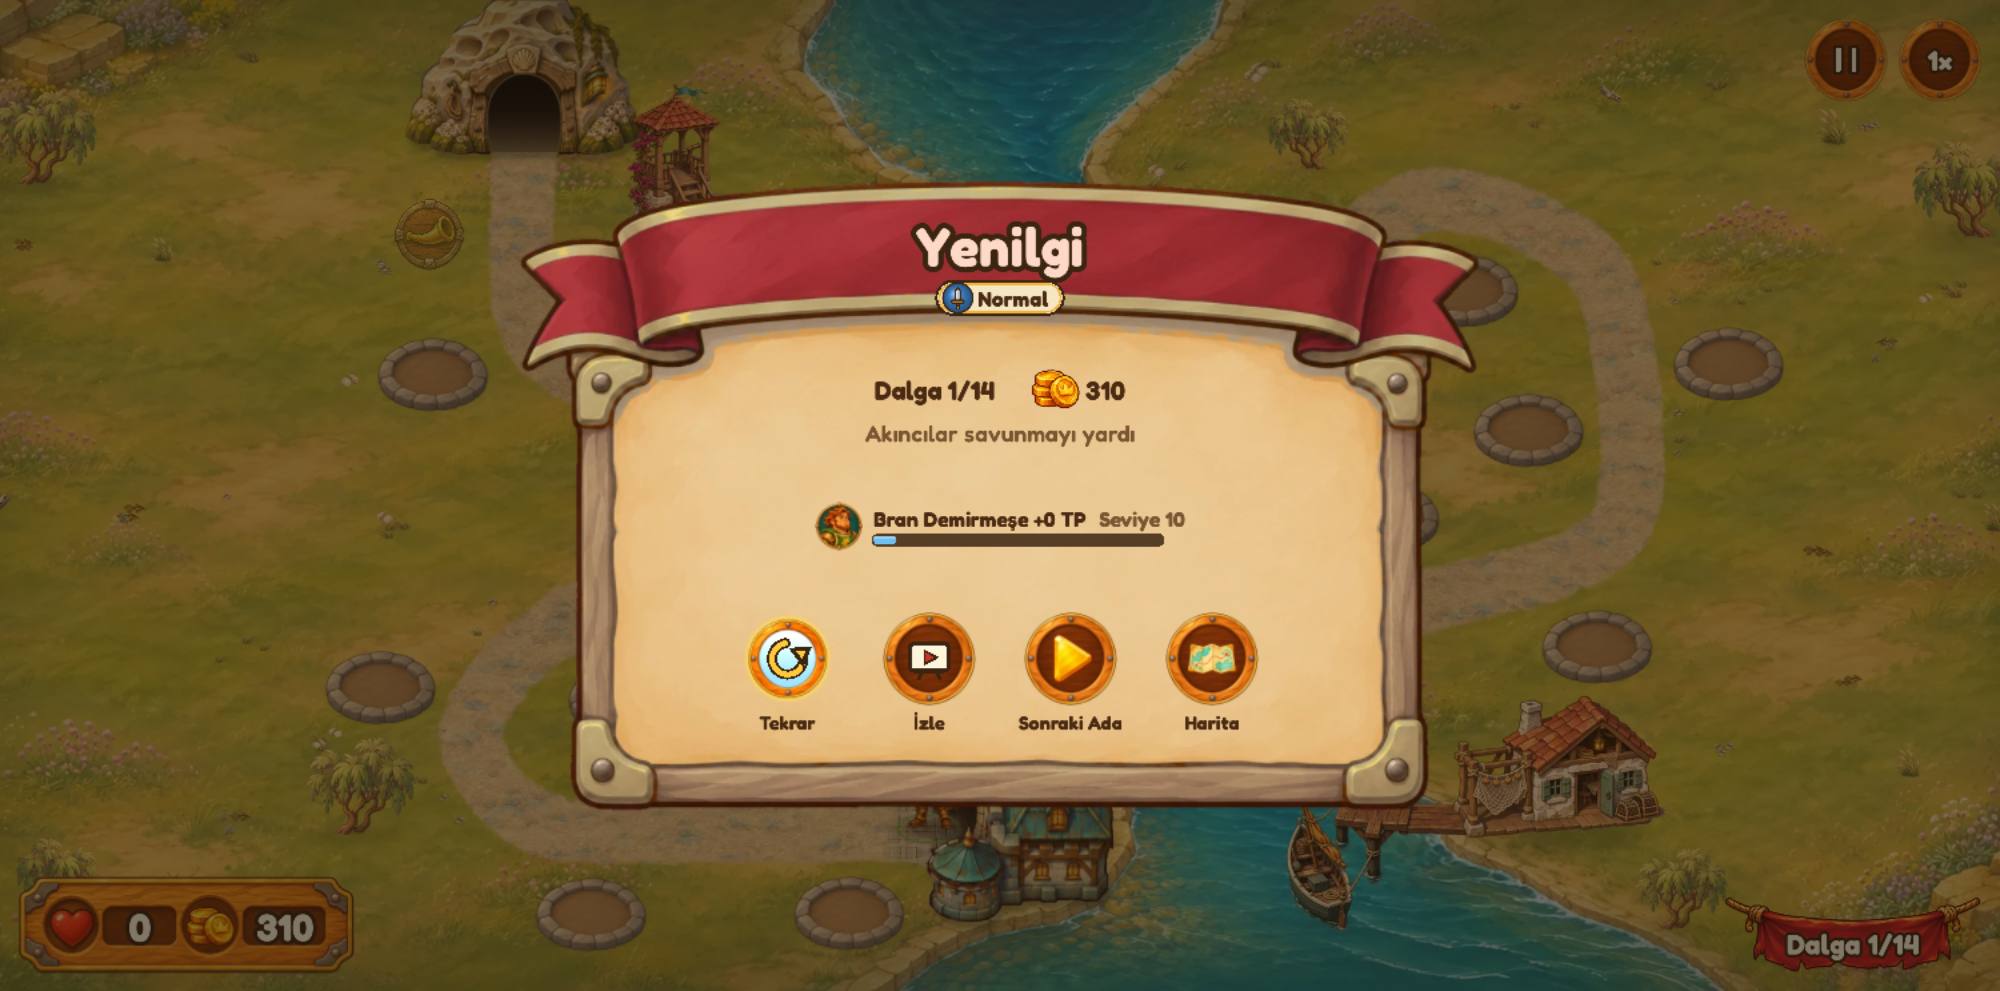 1x
Yenilgi
Normal
Dalga 1/14 310
Akıncılar savunmayı yardı
Bran Demirmeşe +0 TP Seviye 10
Tekrar İzle Sonraki Ada Harita
0 310
Dalga 1/14